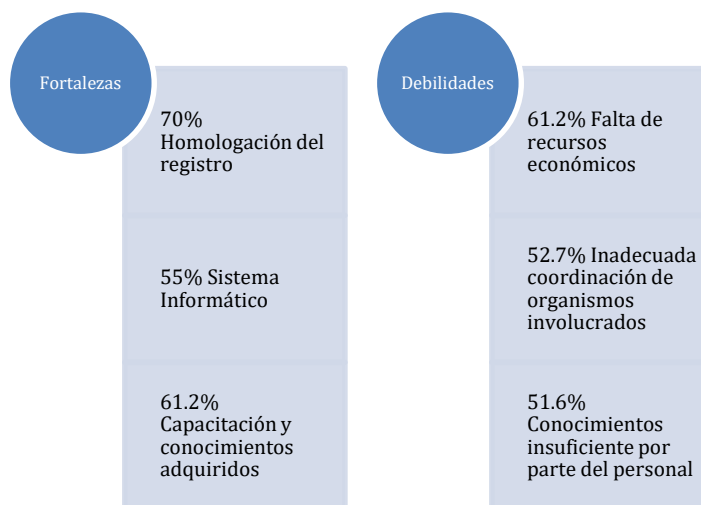 Fortalezas
70%
Homologación del
registro
55% Sistema
Informático
61.2%
Capacitación y
conocimientos
adquiridos
Debilidades
61.2% Falta de
recursos
económicos
52.7% Inadecuada
coordinación de
organismos
involucrados
51.6%
Conocimientos
insuficiente por
parte del personal